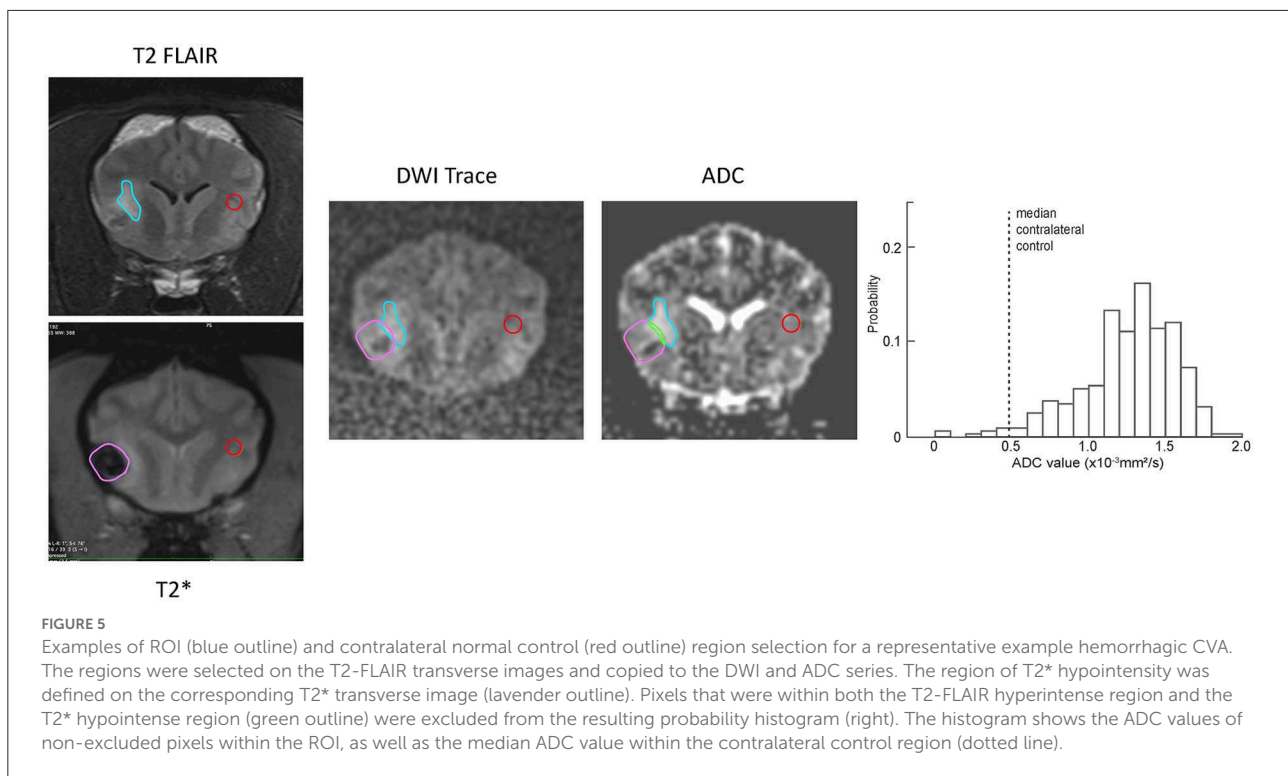 T2 FLAIR
DWI Trace
ADC
median
contralateral
control
0.2
0.1
0
Probability
0
0.5
1.0
1.5
2.0
ADC value (x10⁻³mm²/s)
PS
T2*
FIGURE 5
Examples of ROI (blue outline) and contralateral normal control (red outline) region selection for a representative example hemorrhagic CVA.
The regions were selected on the T2-FLAIR transverse images and copied to the DWI and ADC series. The region of T2* hypointensity was
defined on the corresponding T2* transverse image (lavender outline). Pixels that were within both the T2-FLAIR hyperintense region and the
T2* hypointense region (green outline) were excluded from the resulting probability histogram (right). The histogram shows the ADC values of
non-excluded pixels within the ROI, as well as the median ADC value within the contralateral control region (dotted line).